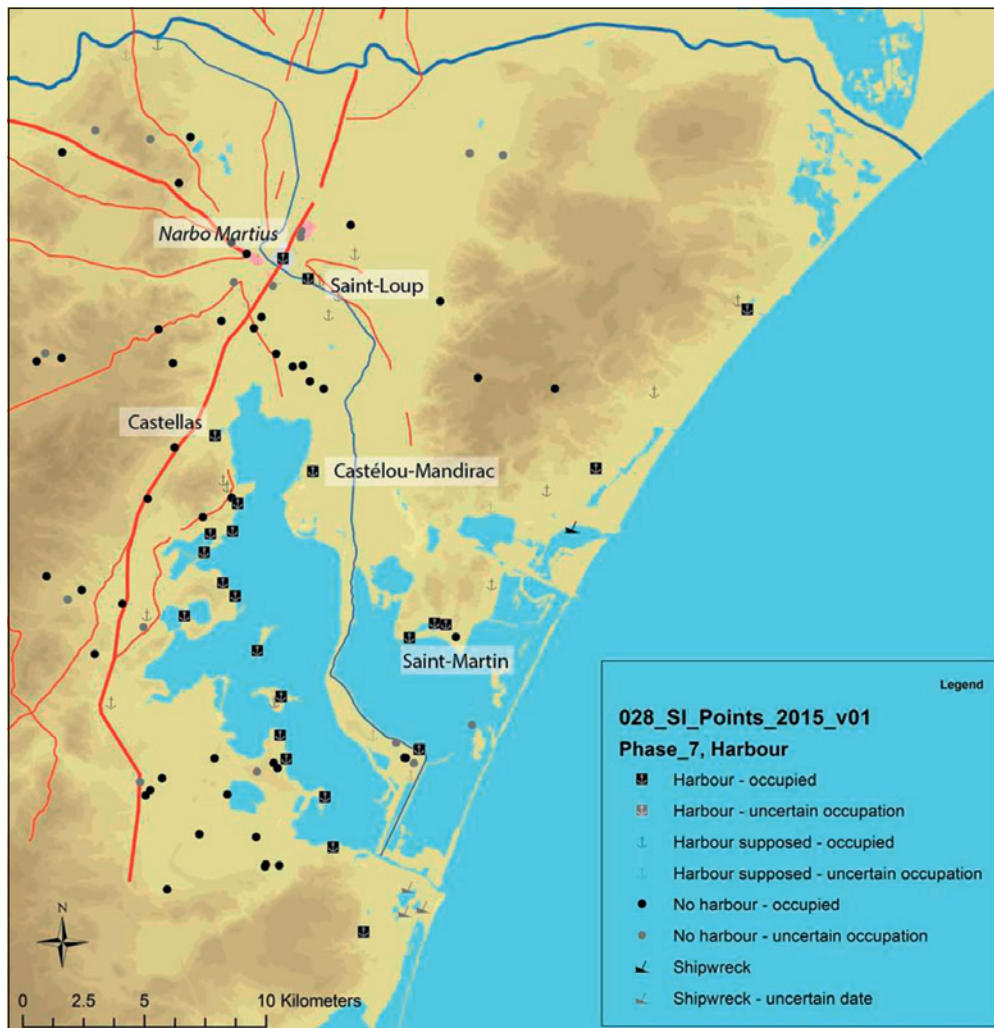 Narbo Martius
Saint-Loup
Castellas
Castélou-Mandirac
Saint-Martin
Legend
028_SI_Points_2015_v01
Phase_7, Harbour
Harbour - occupied
Harbour - uncertain occupation
Harbour supposed - occupied
Harbour supposed - uncertain occupation
No harbour - occupied
No harbour - uncertain occupation
Shipwreck
Shipwreck - uncertain date
N
0 2.5 5 10 Kilometers